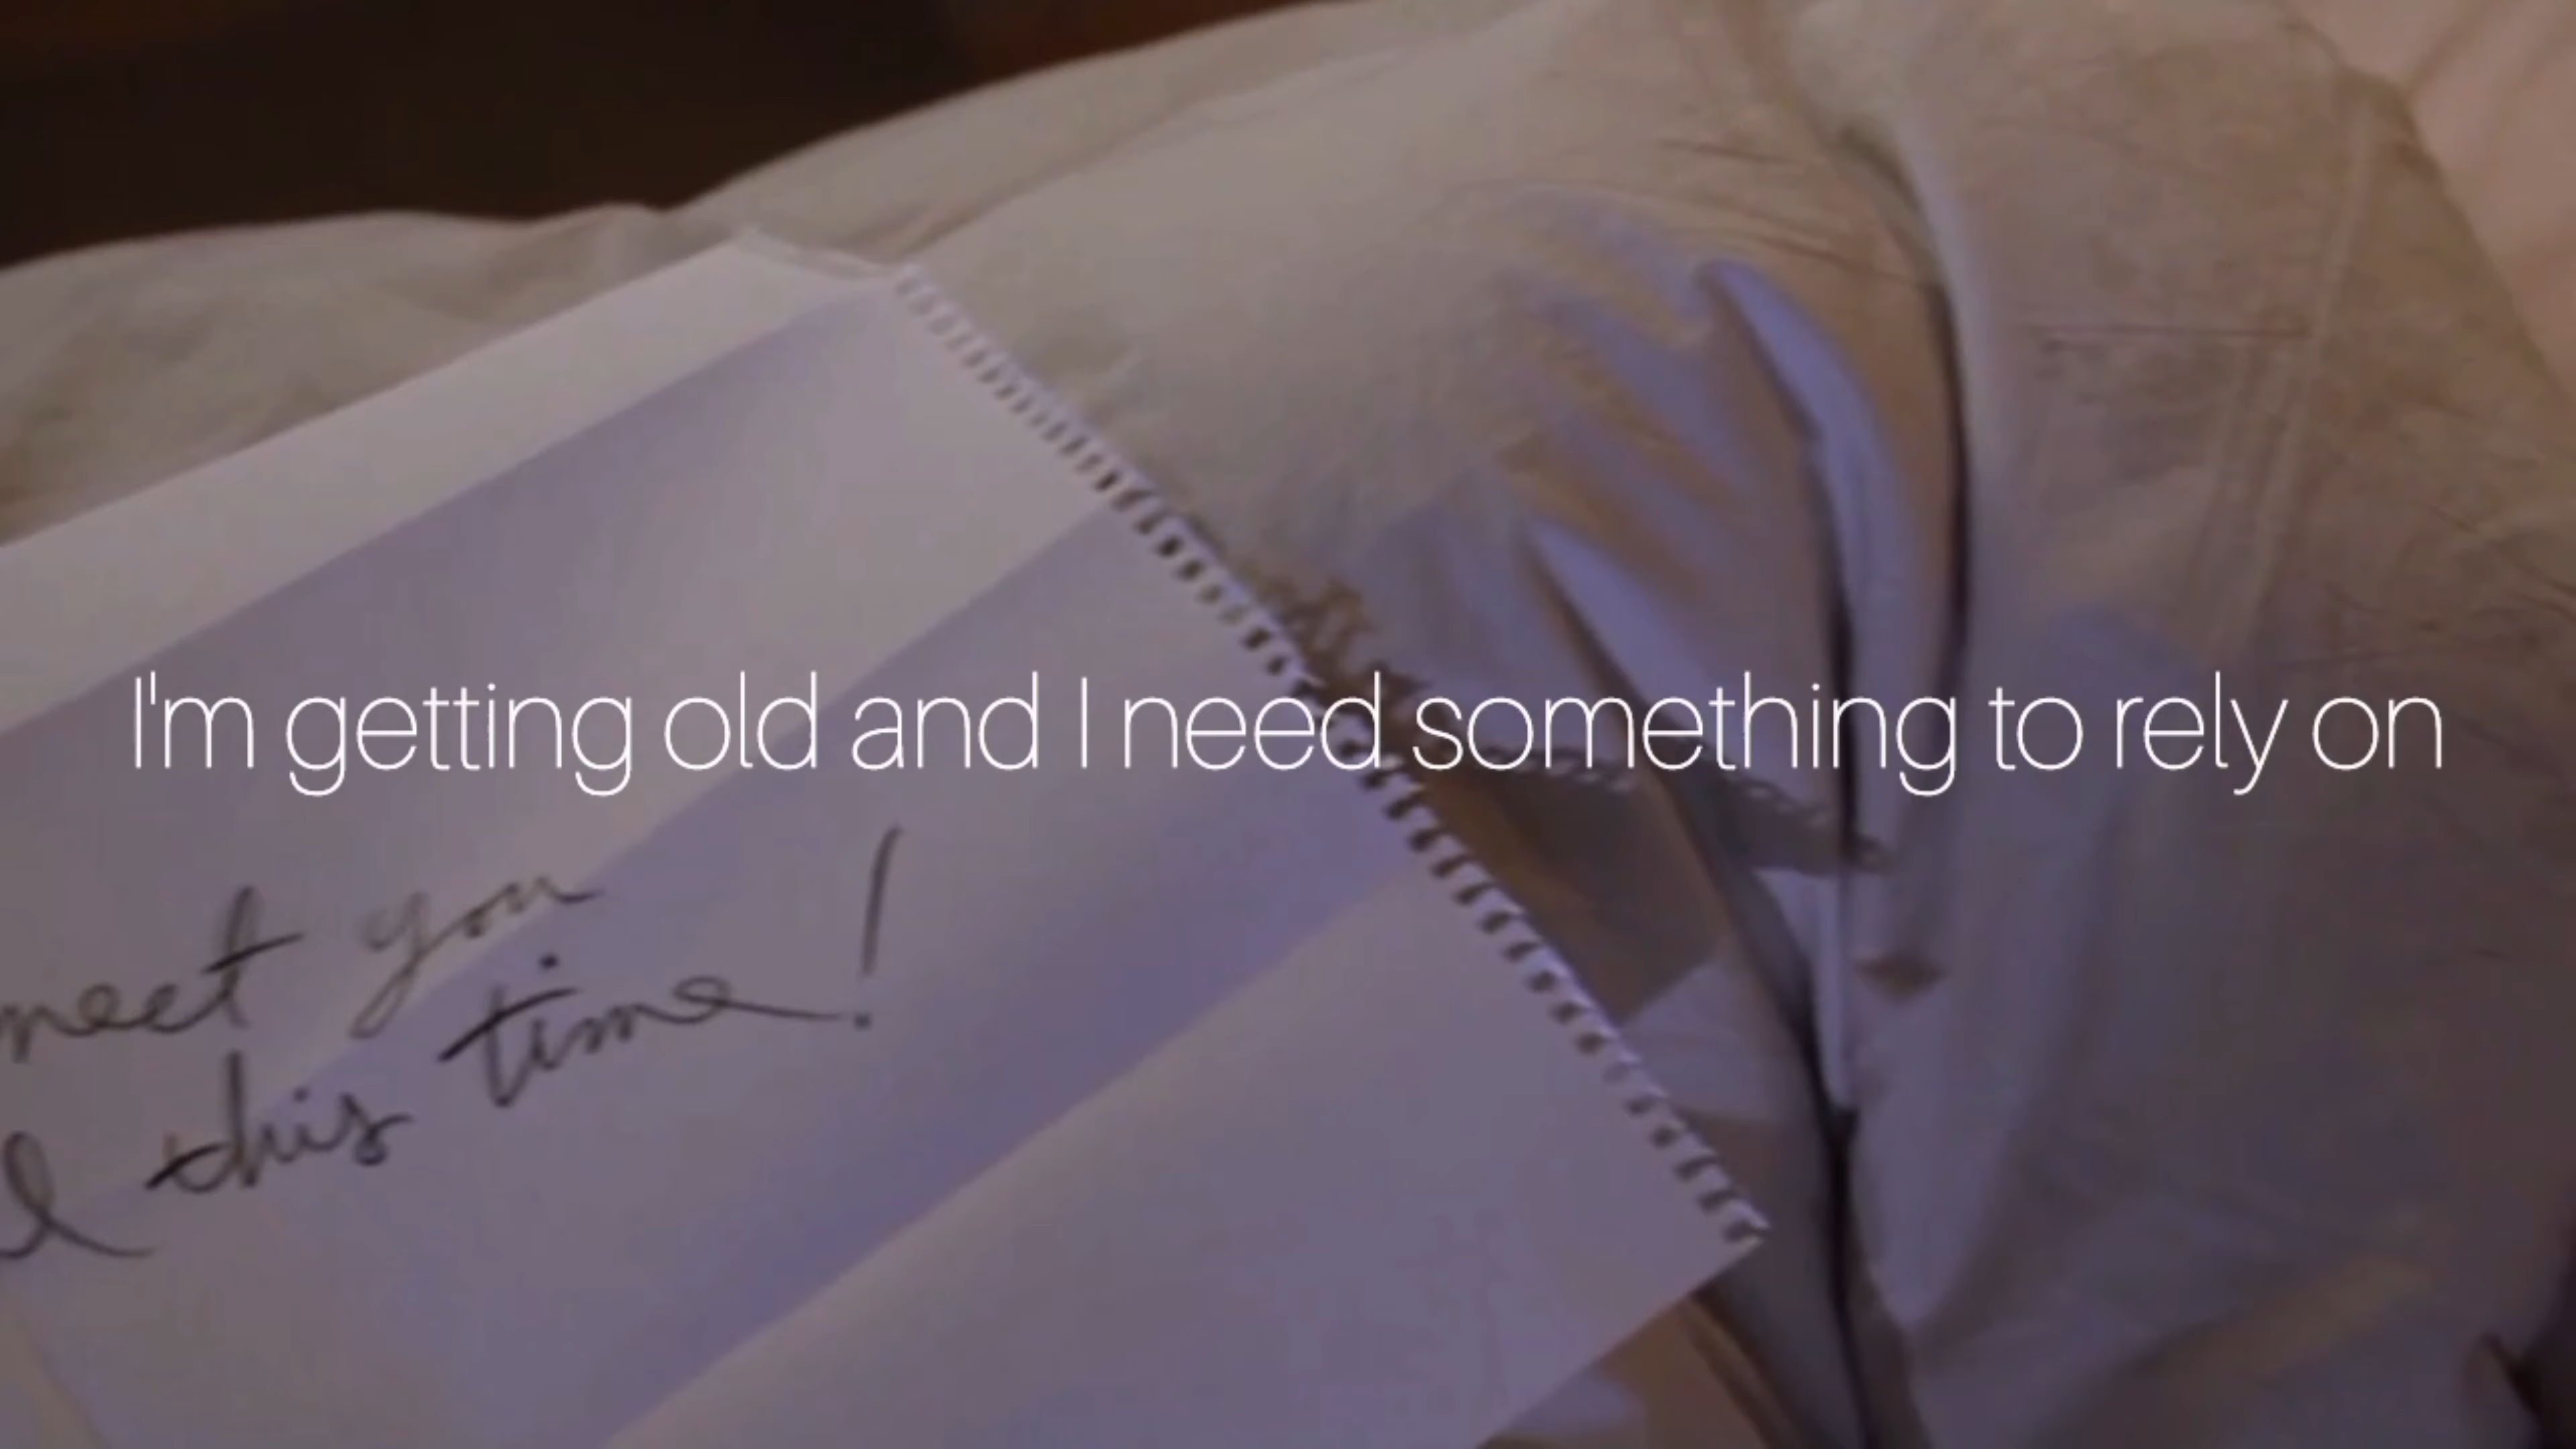 I'm getting old and I need something to rely on
meet you
this time!